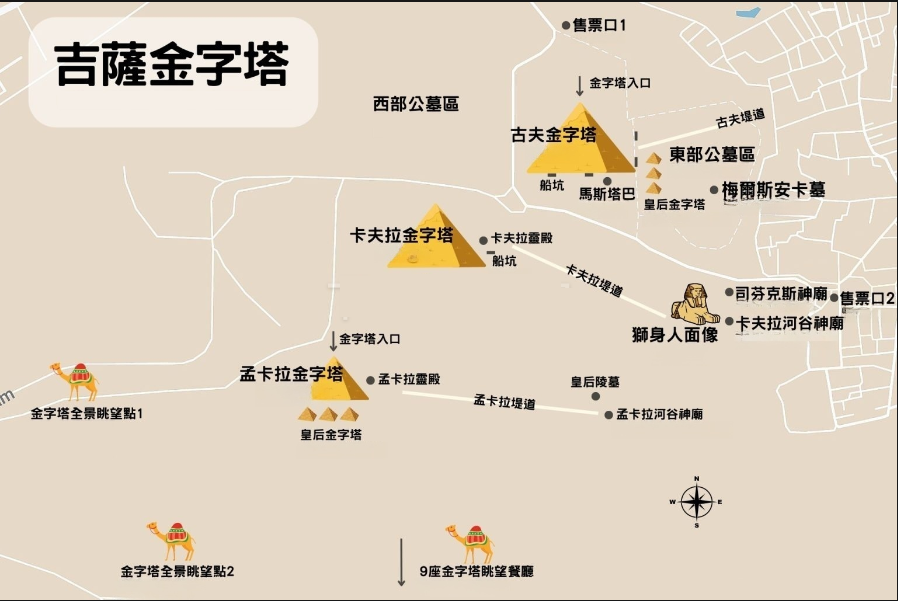 吉薩金字塔
售票口1
金字塔入口
西部公墓區
古夫金字塔
古夫堤道
東部公墓區
船坑
馬斯塔巴
皇后金字塔
梅爾斯安卡墓
卡夫拉金字塔
卡夫拉靈殿
船坑
卡夫拉堤道
司芬克斯神廟
售票口2
卡夫拉河谷神廟
獅身人面像
金字塔入口
孟卡拉金字塔
孟卡拉靈殿
皇后陵墓
孟卡拉堤道
孟卡拉河谷神廟
皇后金字塔
金字塔全景眺望點1
N
W
E
S
金字塔全景眺望點2
9座金字塔眺望餐廳